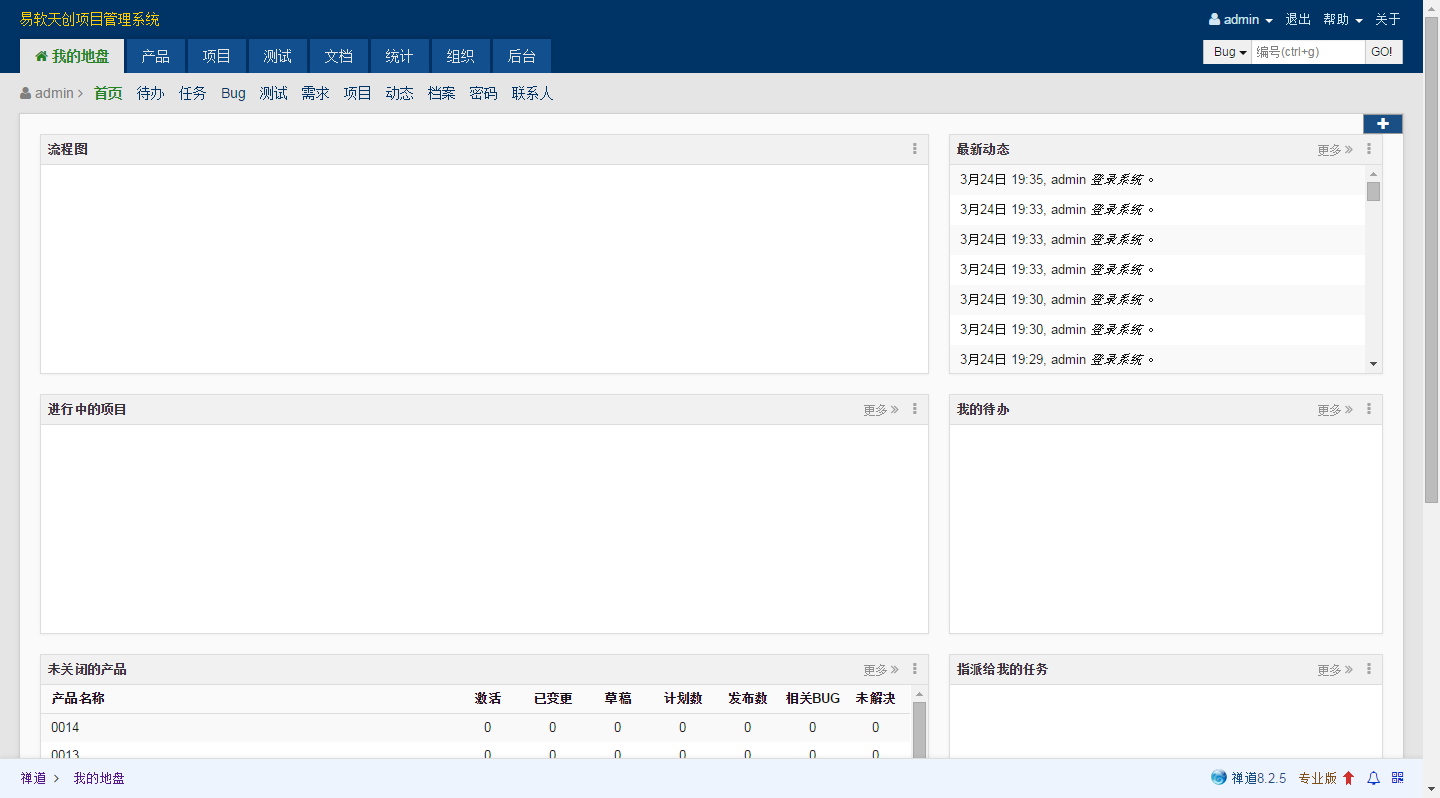 易软天创项目管理系统
admin 退出 帮助 关于
我的地盘 产品 项目 测试 文档 统计 组织 后台
Bug 编号(ctrl+g) GO!
admin 首页 待办 任务 Bug 测试 需求 项目 动态 档案 密码 联系人
流程图
最新动态 更多
3月24日 19:35, admin 登录系统。
3月24日 19:33, admin 登录系统。
3月24日 19:33, admin 登录系统。
3月24日 19:33, admin 登录系统。
3月24日 19:30, admin 登录系统。
3月24日 19:30, admin 登录系统。
3月24日 19:29, admin 登录系统。
进行中的项目 更多
我的待办 更多
未关闭的产品 更多
产品名称 激活 已变更 草稿 计划数 发布数 相关BUG 未解决
0014 0 0 0 0 0 0 0
0013 0 0 0 0 0 0 0
指派给我的任务 更多
禅道 我的地盘
禅道8.2.5 专业版